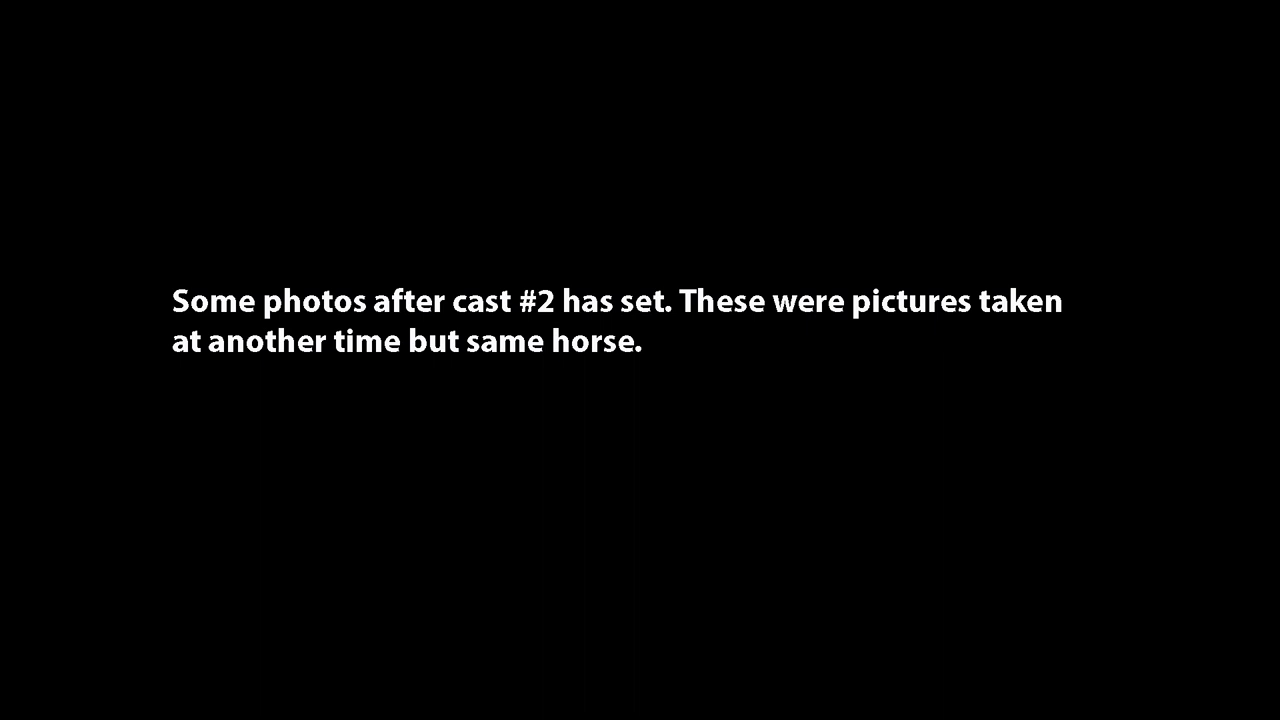 Some photos after cast #2 has set. These were pictures taken
at another time but same horse.